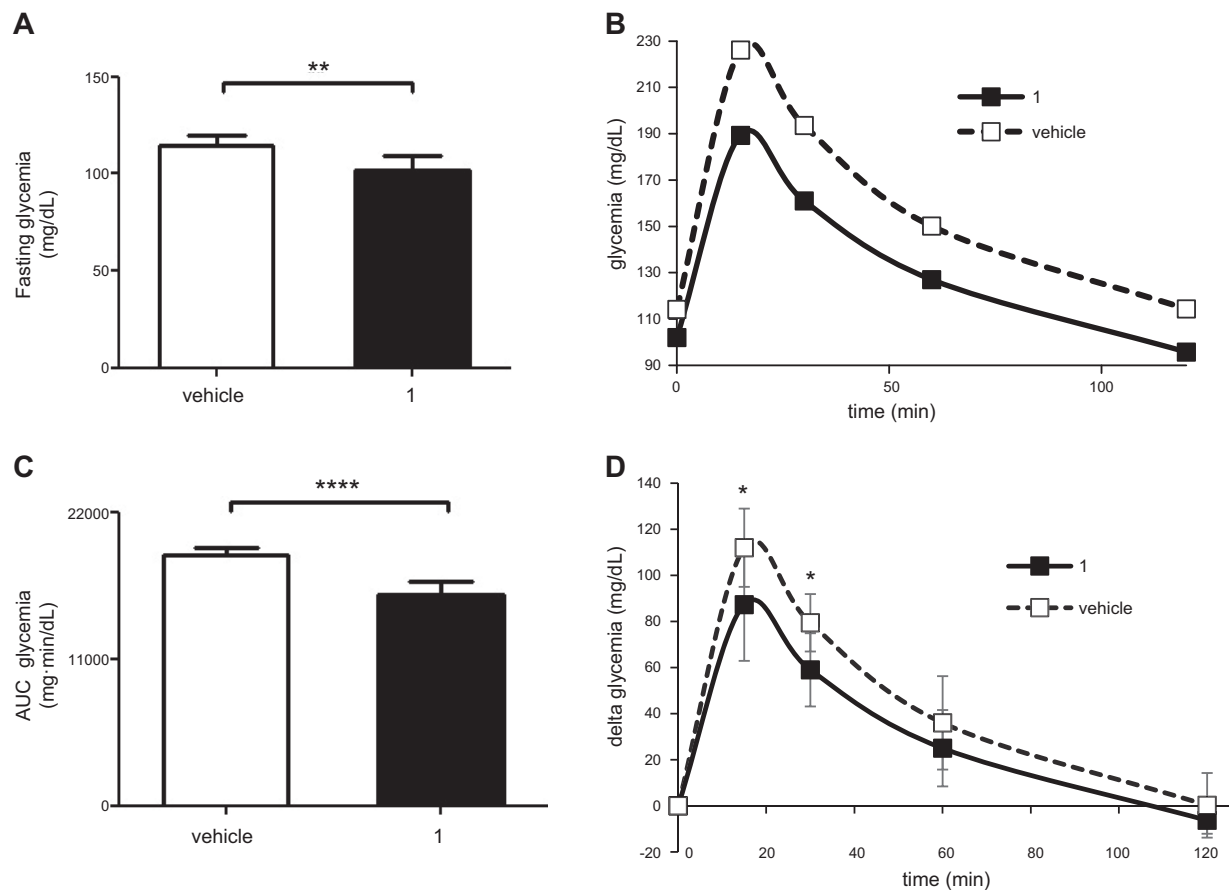 A
**
150
100
50
0
Fasting glycemia
(mg/dL)
vehicle
1
B
230
210
190
170
150
130
110
90
glycemia (mg/dL)
1
vehicle
0
50
100
time (min)
C
****
22000
11000
0
AUC glycemia
(mg·min/dL)
vehicle
1
D
140
120
100
80
60
40
20
0
-20
delta glycemia (mg/dL)
*
*
1
vehicle
0
20
40
60
80
100
120
time (min)